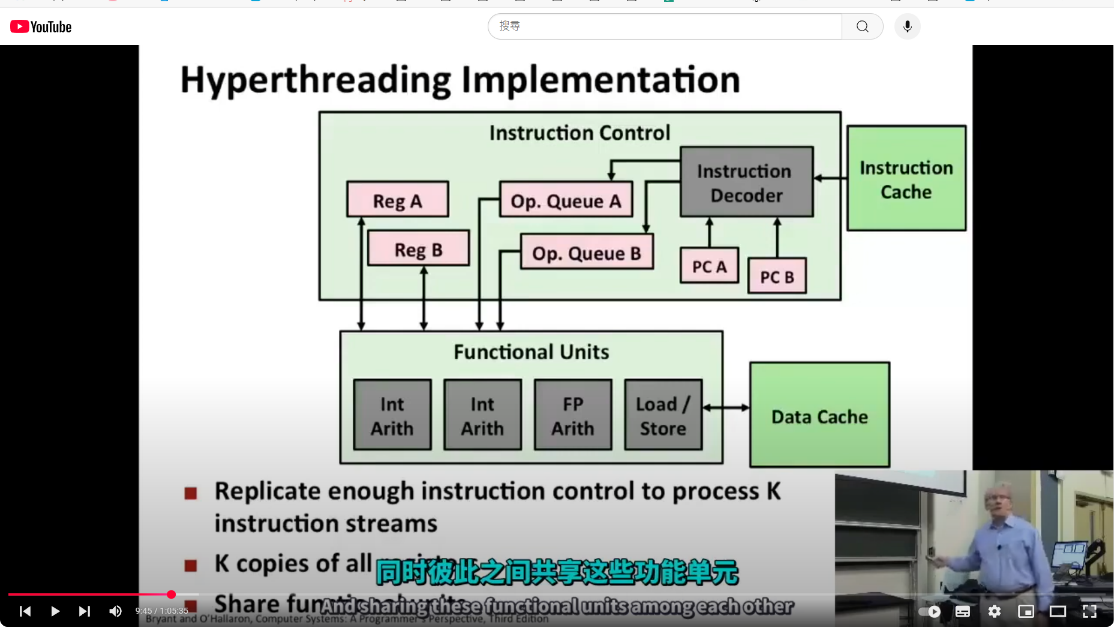 YouTube
搜尋
Hyperthreading Implementation
Instruction Control
Instruction
Decoder
Instruction
Cache
Reg A
Op. Queue A
Reg B
Op. Queue B
PC A
PC B
Functional Units
Int
Arith
Int
Arith
FP
Arith
Load /
Store
Data Cache
Replicate enough instruction control to process K
instruction streams
K copies of all
同时彼此之间共享这些功能单元
Share functional units
And sharing these functional units among each other
9:45 / 1:05:35
Bryant and O'Hallaron, Computer Systems: A Programmer's Perspective, Third Edition